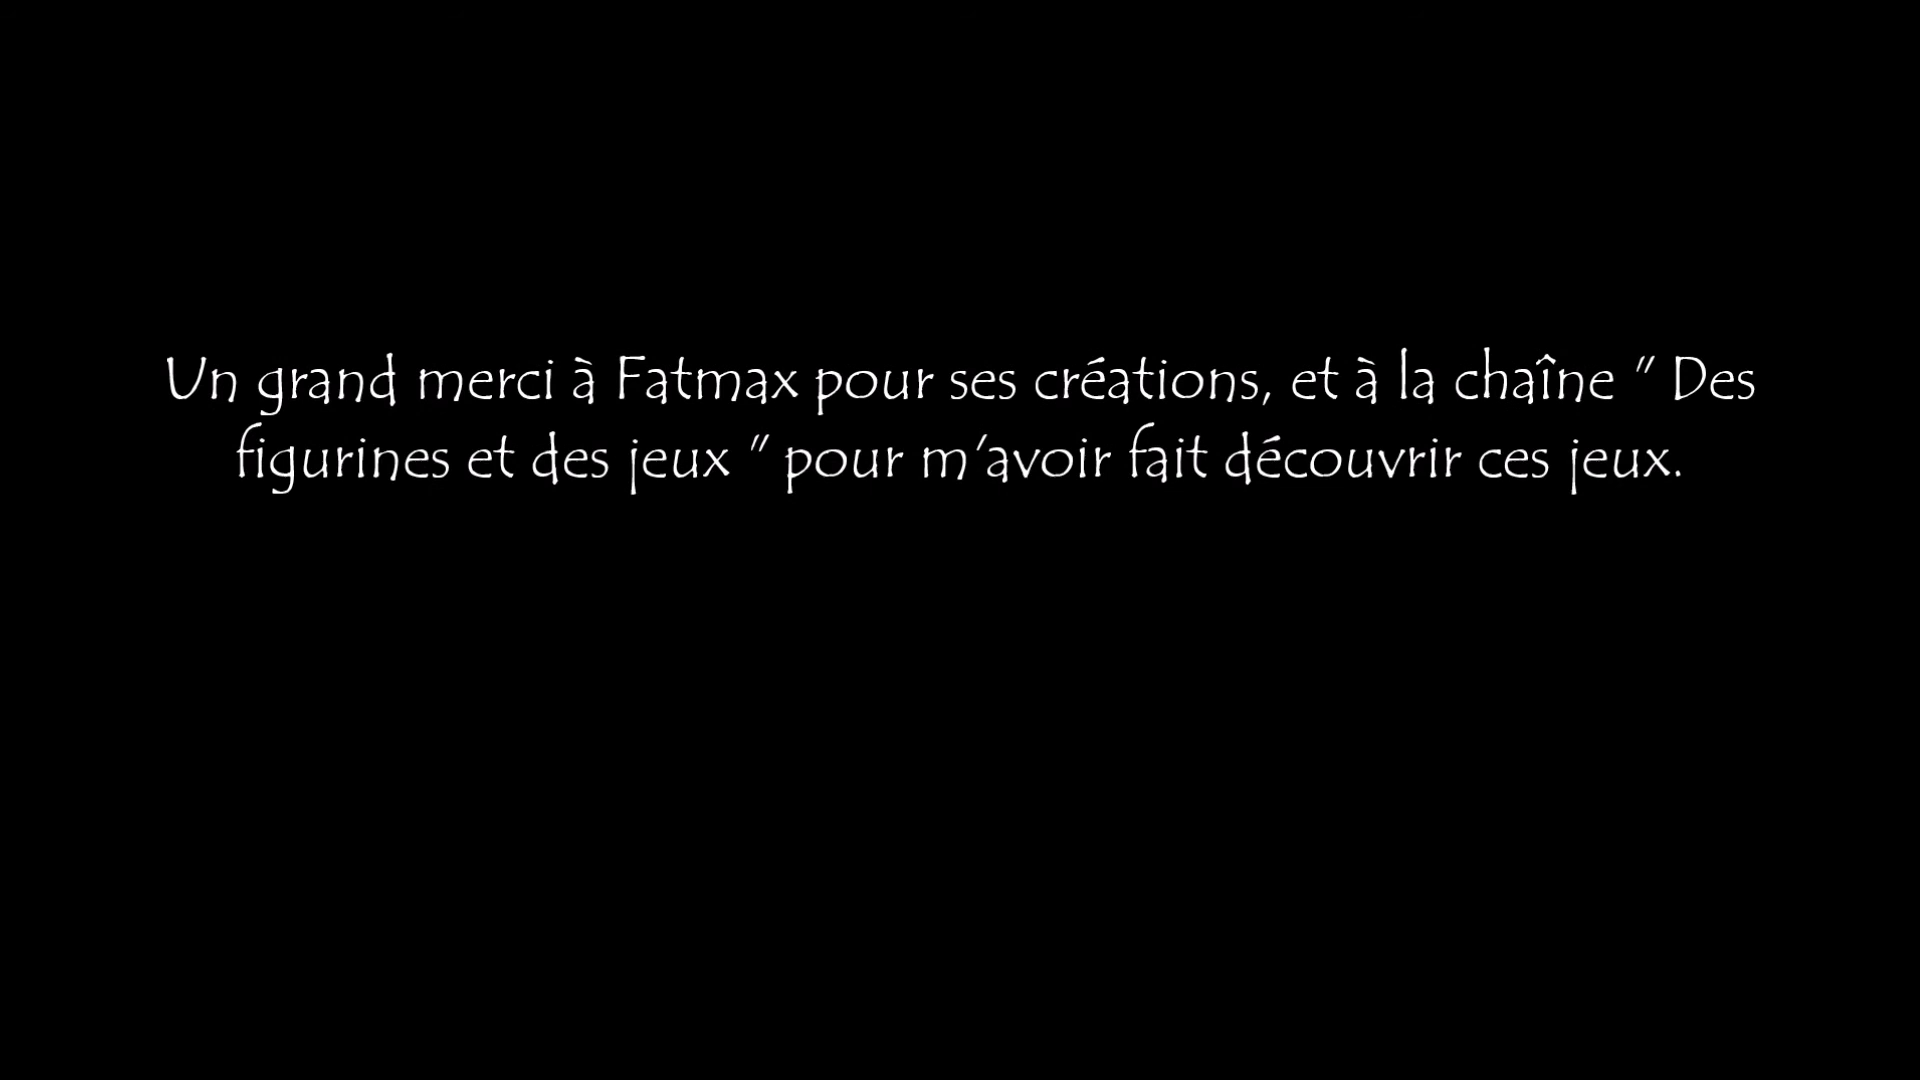 Un grand merci à Fatmax pour ses créations, et à la chaîne " Des
figurines et des jeux " pour m'avoir fait découvrir ces jeux.